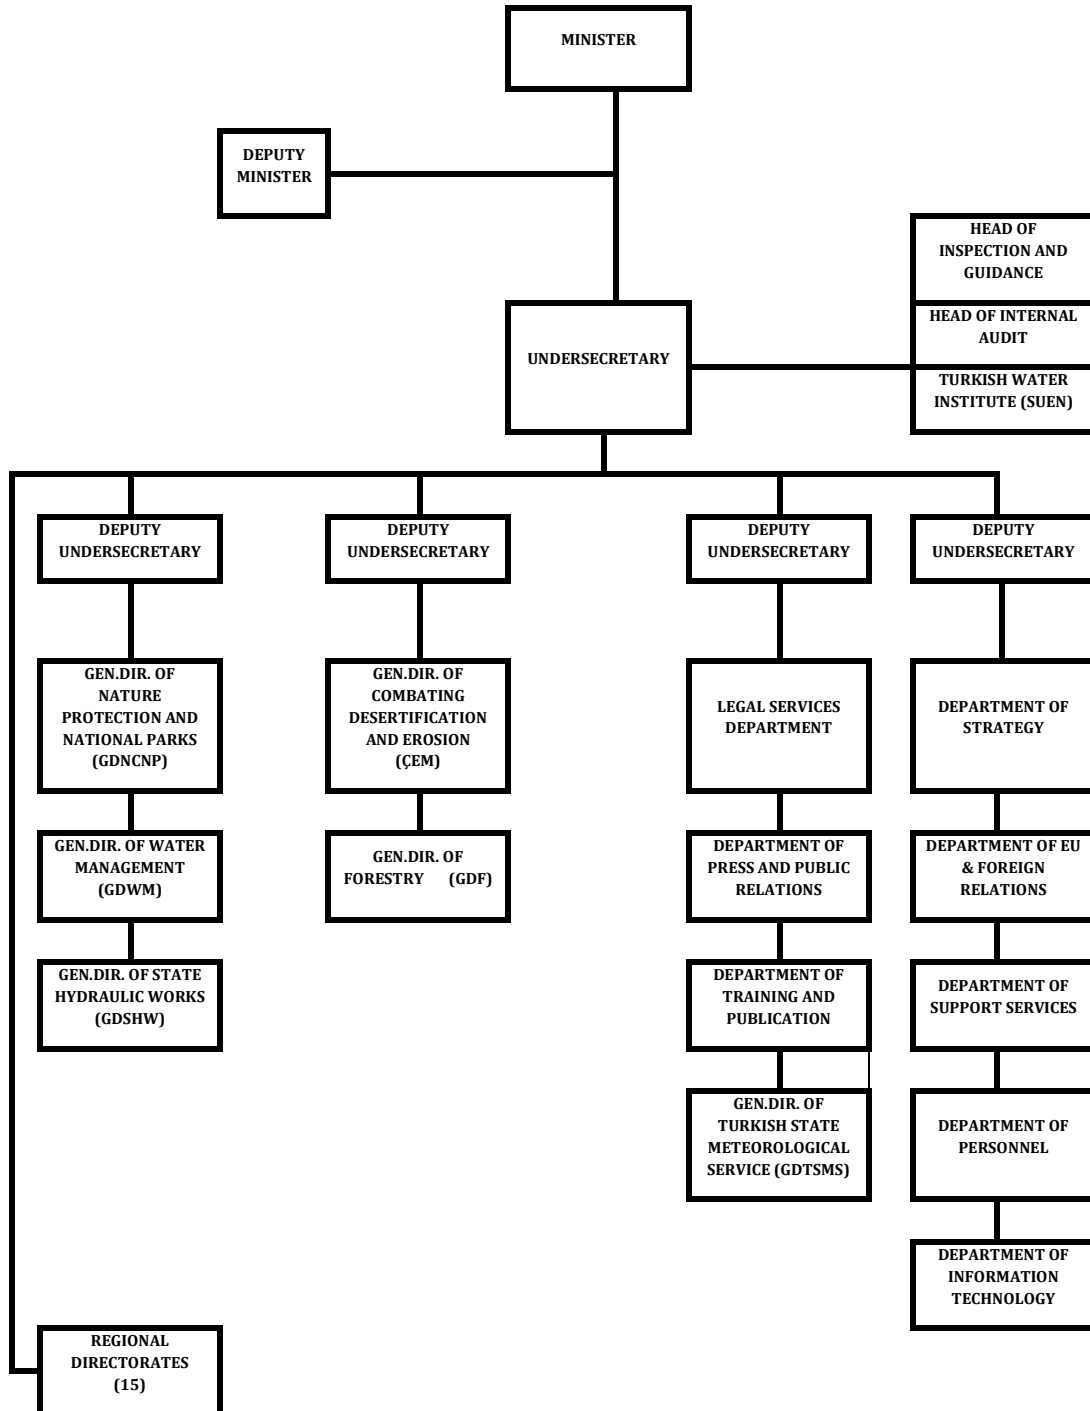 MINISTER
DEPUTY
MINISTER
HEAD OF
INSPECTION AND
GUIDANCE
HEAD OF INTERNAL
AUDIT
UNDERSECRETARY
TURKISH WATER
INSTITUTE (SUEN)
DEPUTY
UNDERSECRETARY
DEPUTY
UNDERSECRETARY
DEPUTY
UNDERSECRETARY
DEPUTY
UNDERSECRETARY
GEN.DIR. OF
NATURE
PROTECTION AND
NATIONAL PARKS
(GDNCNP)
GEN.DIR. OF
COMBATING
DESERTIFICATION
AND EROSION
(ÇEM)
LEGAL SERVICES
DEPARTMENT
DEPARTMENT OF
STRATEGY
GEN.DIR. OF WATER
MANAGEMENT
(GDWM)
GEN.DIR. OF
FORESTRY (GDF)
DEPARTMENT OF
PRESS AND PUBLIC
RELATIONS
DEPARTMENT OF EU
& FOREIGN
RELATIONS
GEN.DIR. OF STATE
HYDRAULIC WORKS
(GDSHW)
DEPARTMENT OF
TRAINING AND
PUBLICATION
DEPARTMENT OF
SUPPORT SERVICES
GEN.DIR. OF
TURKISH STATE
METEOROLOGICAL
SERVICE (GDTSMS)
DEPARTMENT OF
PERSONNEL
DEPARTMENT OF
INFORMATION
TECHNOLOGY
REGIONAL
DIRECTORATES
(15)